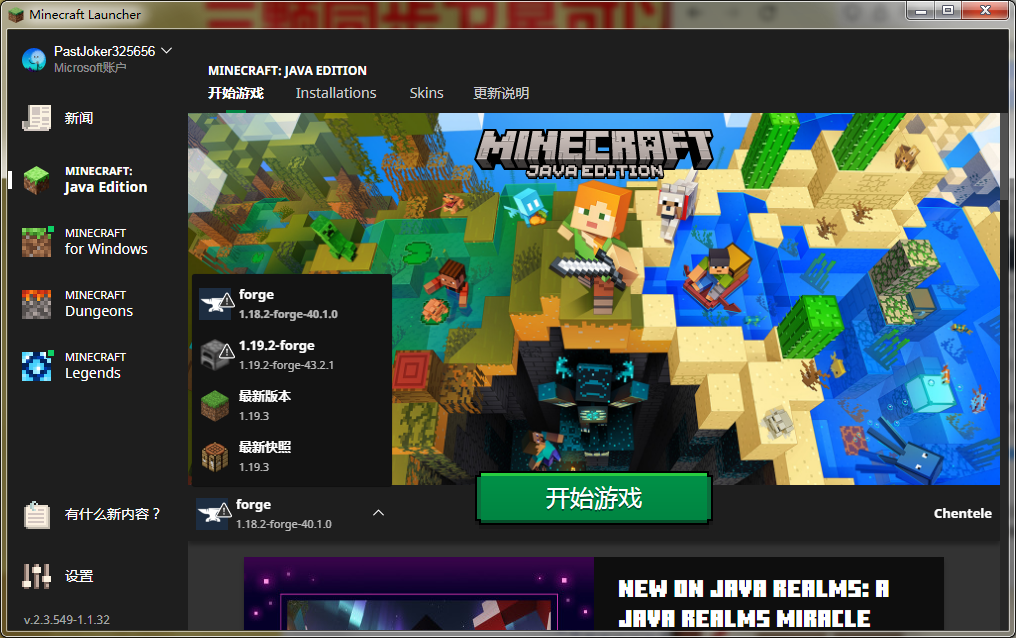 Minecraft Launcher
PastJoker325656
Microsoft账户
新闻
MINECRAFT:
Java Edition
MINECRAFT
for Windows
MINECRAFT
Dungeons
MINECRAFT
Legends
有什么新内容？
设置
v.2.3.549-1.1.32
MINECRAFT: JAVA EDITION
开始游戏 Installations Skins 更新说明
MINECRAFT
JAVA EDITION
forge
1.18.2-forge-40.1.0
1.19.2-forge
1.19.2-forge-43.2.1
最新版本
1.19.3
最新快照
1.19.3
forge
1.18.2-forge-40.1.0
开始游戏
Chentele
NEW ON JAVA REALMS: A
JAVA REALMS MIRACLE